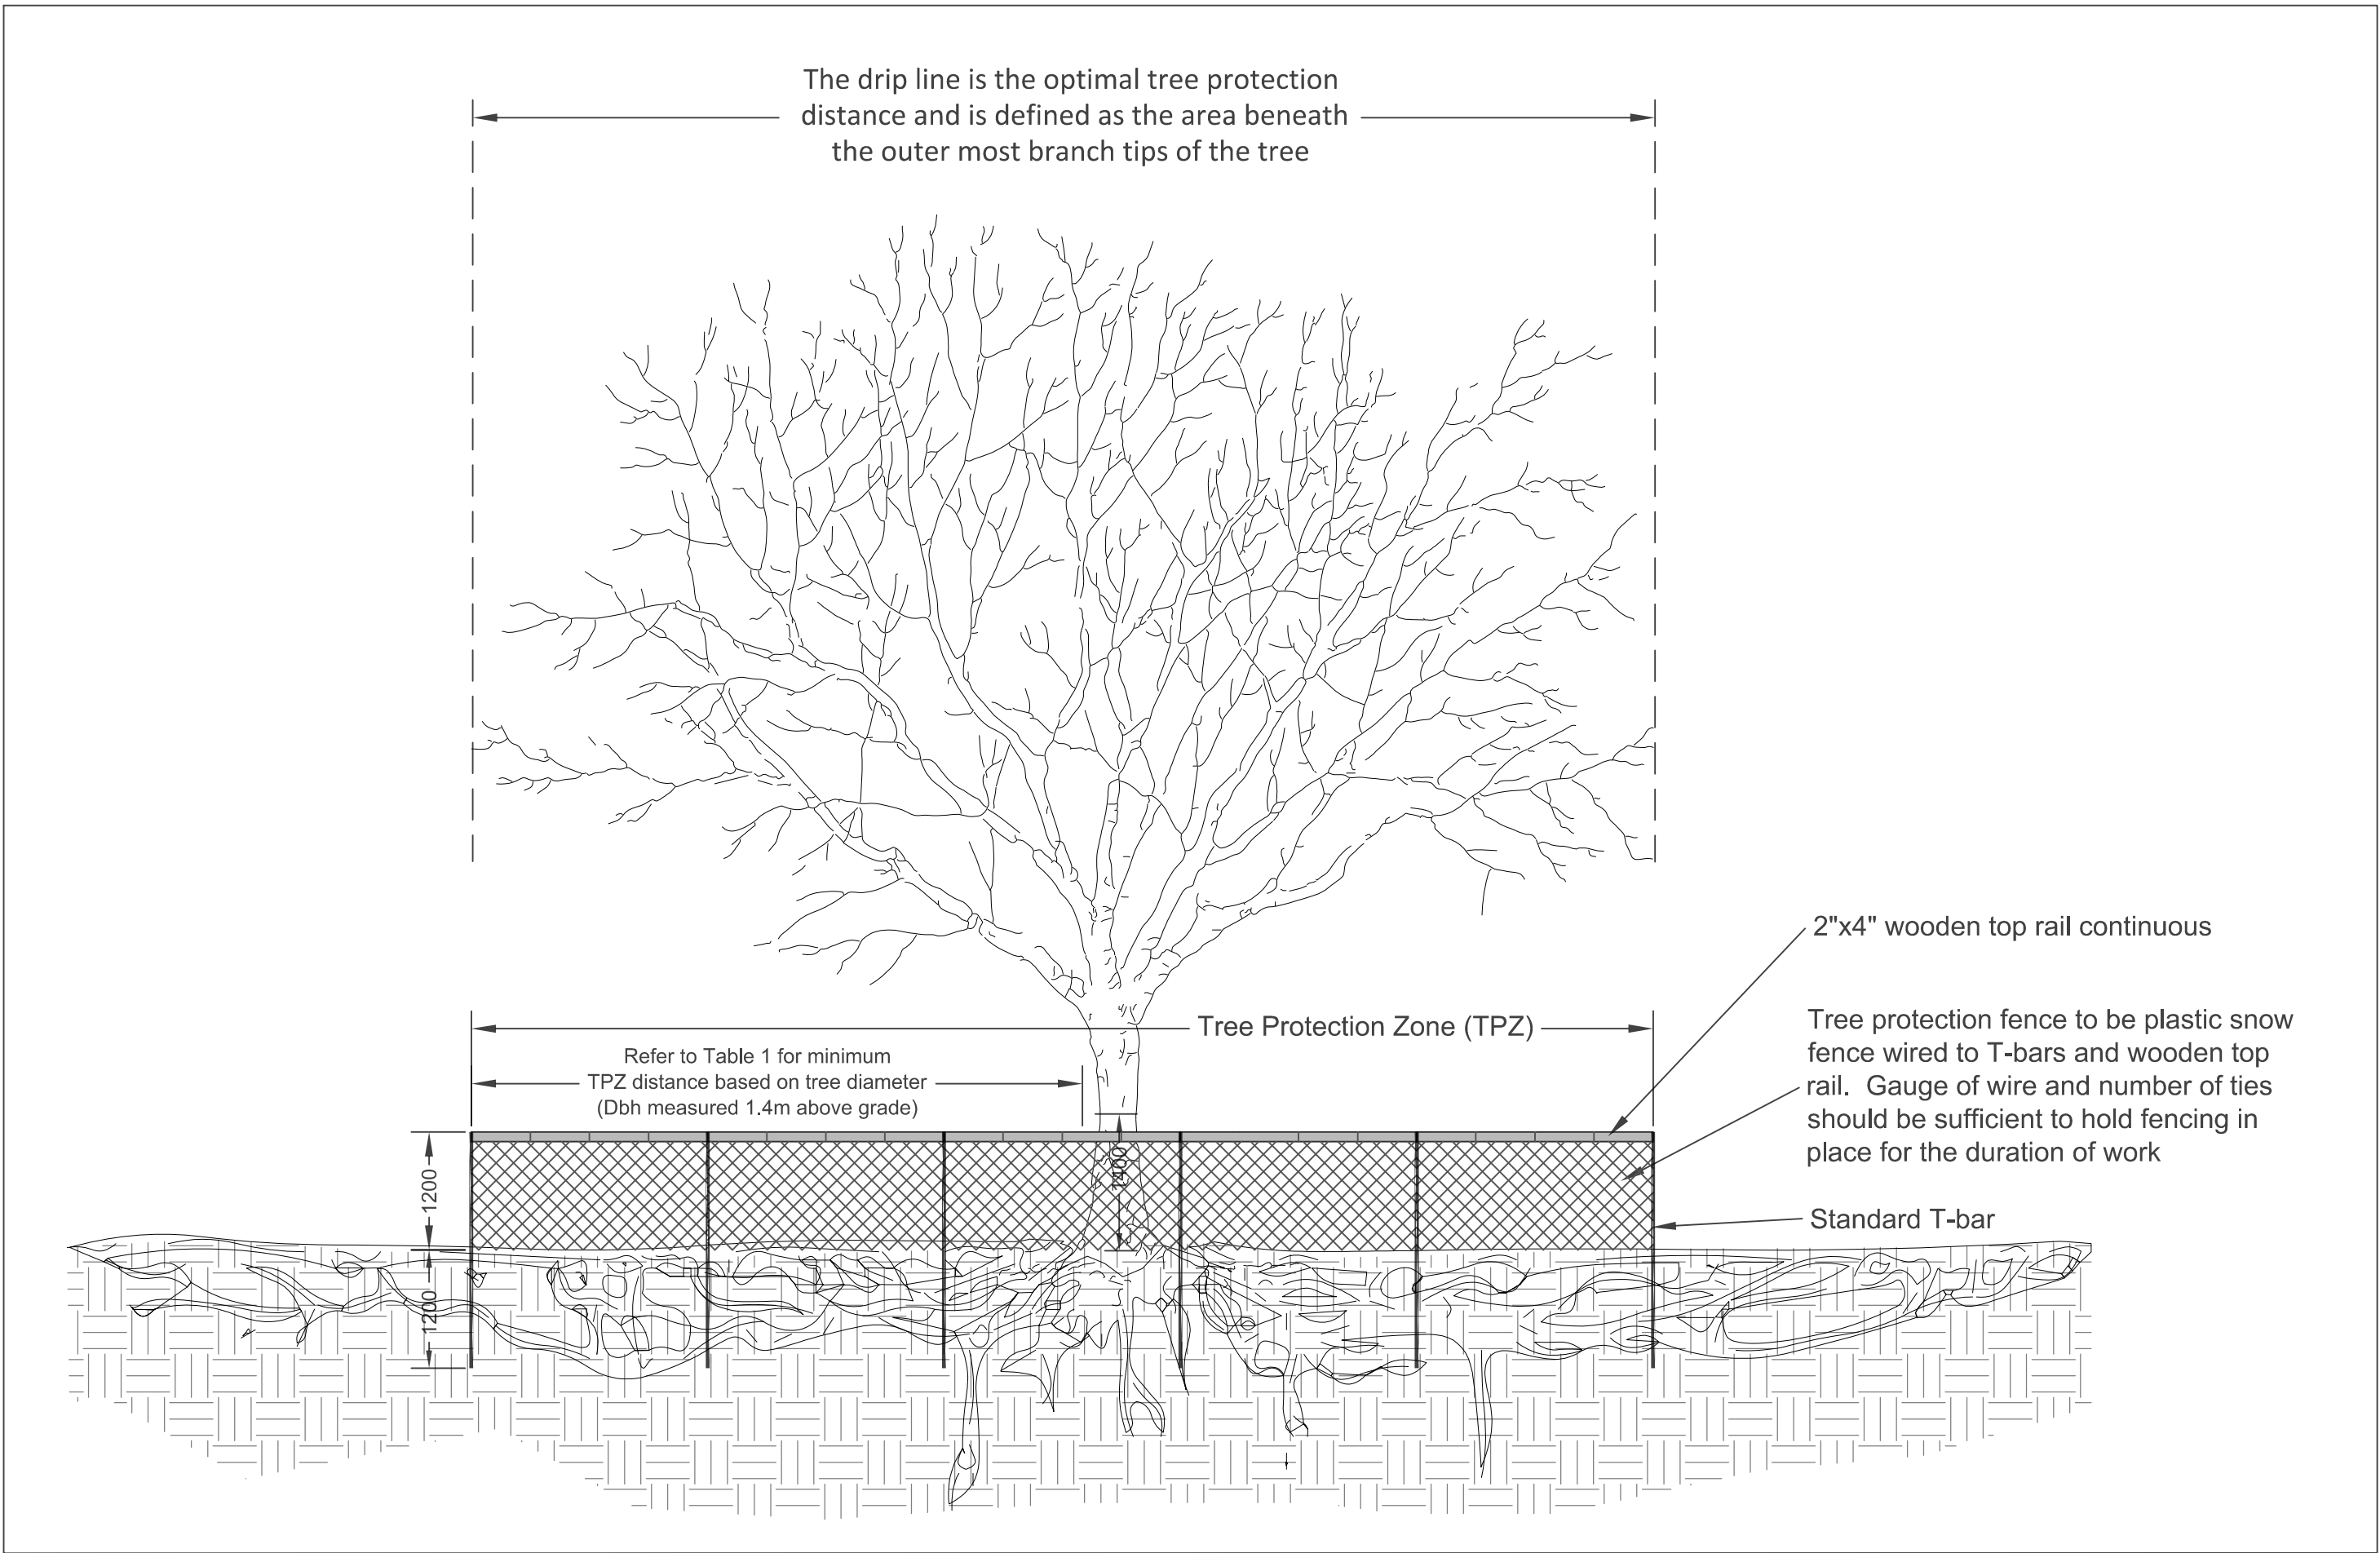 The drip line is the optimal tree protection
distance and is defined as the area beneath
the outer most branch tips of the tree
2"x4" wooden top rail continuous
Tree Protection Zone (TPZ)
Refer to Table 1 for minimum
TPZ distance based on tree diameter
(Dbh measured 1.4m above grade)
Tree protection fence to be plastic snow
fence wired to T-bars and wooden top
rail. Gauge of wire and number of ties
should be sufficient to hold fencing in
place for the duration of work
1200
1400
Standard T-bar
1200